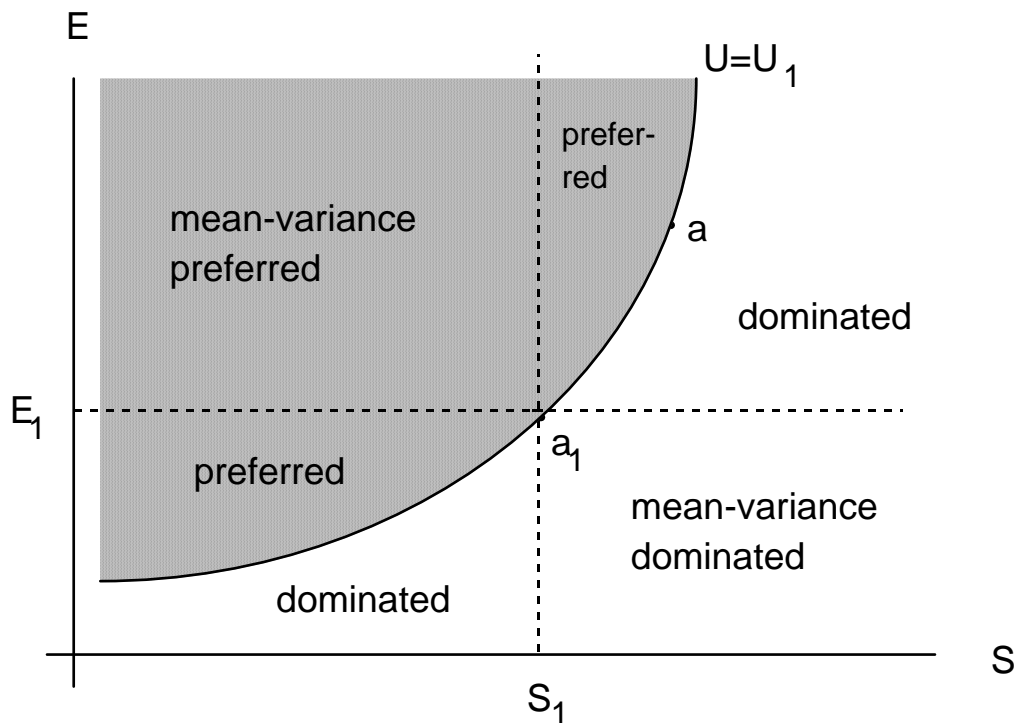 E
U=U1
prefer-
red
mean-variance
preferred
a
dominated
E1
a1
preferred
mean-variance
dominated
dominated
S
S1